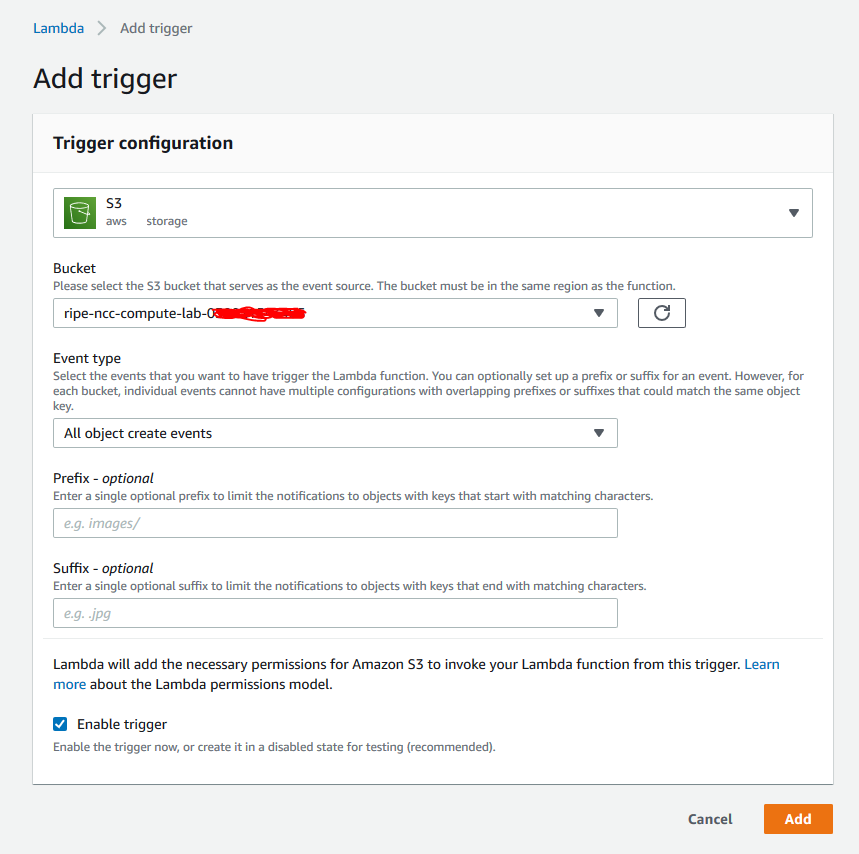 Lambda > Add trigger
Add trigger
Trigger configuration
S3
aws storage
Bucket
Please select the S3 bucket that serves as the event source. The bucket must be in the same region as the function.
ripe-ncc-compute-lab-0
Event type
Select the events that you want to have trigger the Lambda function. You can optionally set up a prefix or suffix for an event. However, for
each bucket, individual events cannot have multiple configurations with overlapping prefixes or suffixes that could match the same object
key.
All object create events
Prefix - optional
Enter a single optional prefix to limit the notifications to objects with keys that start with matching characters.
e.g. images/
Suffix - optional
Enter a single optional suffix to limit the notifications to objects with keys that end with matching characters.
e.g. .jpg
Lambda will add the necessary permissions for Amazon S3 to invoke your Lambda function from this trigger. Learn
more about the Lambda permissions model.
Enable trigger
Enable the trigger now, or create it in a disabled state for testing (recommended).
Cancel Add